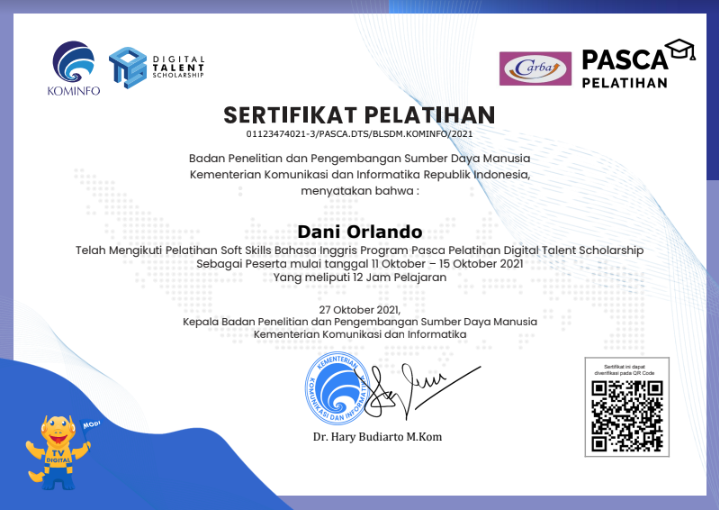 KOMINFO
DIGITAL
TALENT
SCHOLARSHIP
Carba
PASCA
PELATIHAN
SERTIFIKAT PELATIHAN
01123474021-3/PASCA.DTS/BLSDM.KOMINFO/2021
Badan Penelitian dan Pengembangan Sumber Daya Manusia
Kementerian Komunikasi dan Informatika Republik Indonesia,
menyatakan bahwa :
Dani Orlando
Telah Mengikuti Pelatihan Soft Skills Bahasa Inggris Program Pasca Pelatihan Digital Talent Scholarship
Sebagai Peserta mulai tanggal 11 Oktober – 15 Oktober 2021
Yang meliputi 12 Jam Pelajaran
27 Oktober 2021,
Kepala Badan Penelitian dan Pengembangan Sumber Daya Manusia
Kementerian Komunikasi dan Informatika
KEMENTERIAN
KOMUNIKASI DAN INFORMATIKA
Dr. Hary Budiarto M.Kom
Sertifikat ini dapat
diverifikasi pada QR Code
MODI
TV
DIGITAL